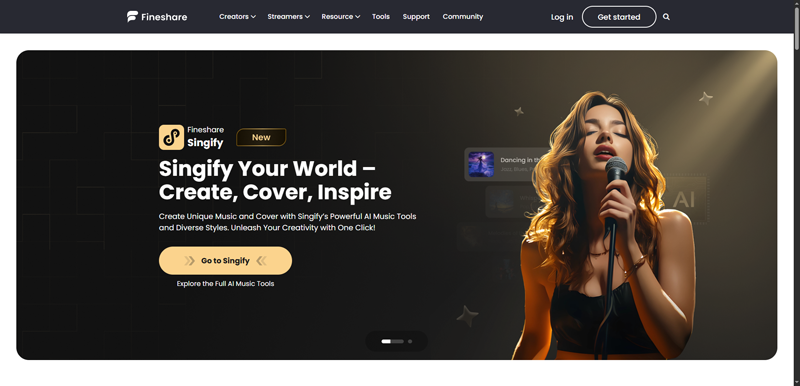 Fineshare
Creators
Streamers
Resource
Tools
Support
Community
Log in
Get started
Fineshare
Singify
New
Singify Your World –
Create, Cover, Inspire
Create Unique Music and Cover with Singify's Powerful AI Music Tools
and Diverse Styles. Unleash Your Creativity with One Click!
Go to Singify
Explore the Full AI Music Tools
Dancing in th
Jazz, Blues,
AI